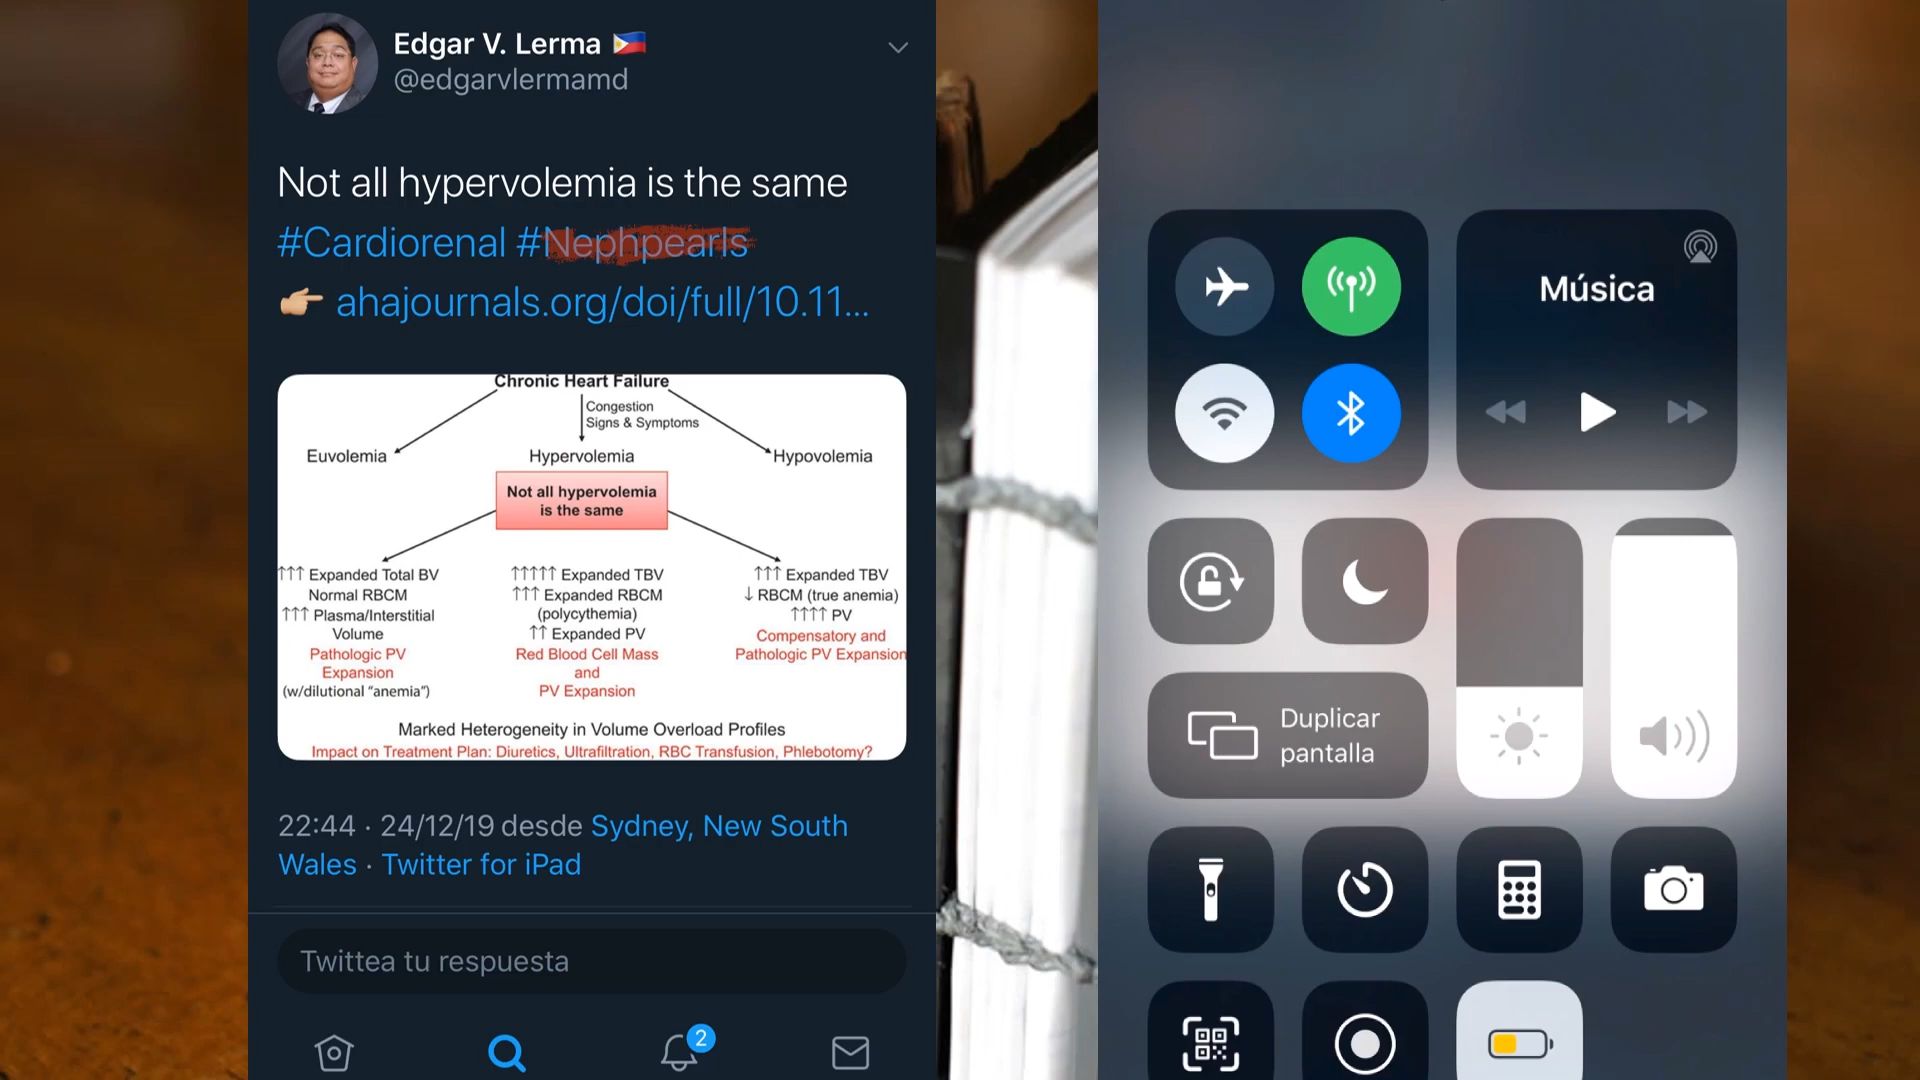 Edgar V. Lerma 🇵🇭
@edgarvlermamd
Not all hypervolemia is the same
#Cardiorenal #Nephpearls
👉🏼 ahajournals.org/doi/full/10.11...
Chronic Heart Failure
Congestion
Signs & Symptoms
Euvolemia
Hypervolemia
Hypovolemia
Not all hypervolemia
is the same
↑↑↑ Expanded Total BV
Normal RBCM
↑↑↑ Plasma/Interstitial
Volume
Pathologic PV
Expansion
(w/dilutional “anemia”)
↑↑↑↑↑ Expanded TBV
↑↑↑ Expanded RBCM
(polycythemia)
↑↑ Expanded PV
Red Blood Cell Mass
and
PV Expansion
↑↑↑ Expanded TBV
↓ RBCM (true anemia)
↑↑↑↑ PV
Compensatory and
Pathologic PV Expansion
Marked Heterogeneity in Volume Overload Profiles
Impact on Treatment Plan: Diuretics, Ultrafiltration, RBC Transfusion, Phlebotomy?
22:44 · 24/12/19 desde Sydney, New South
Wales · Twitter for iPad
Twittea tu respuesta
2
Música
Duplicar
pantalla